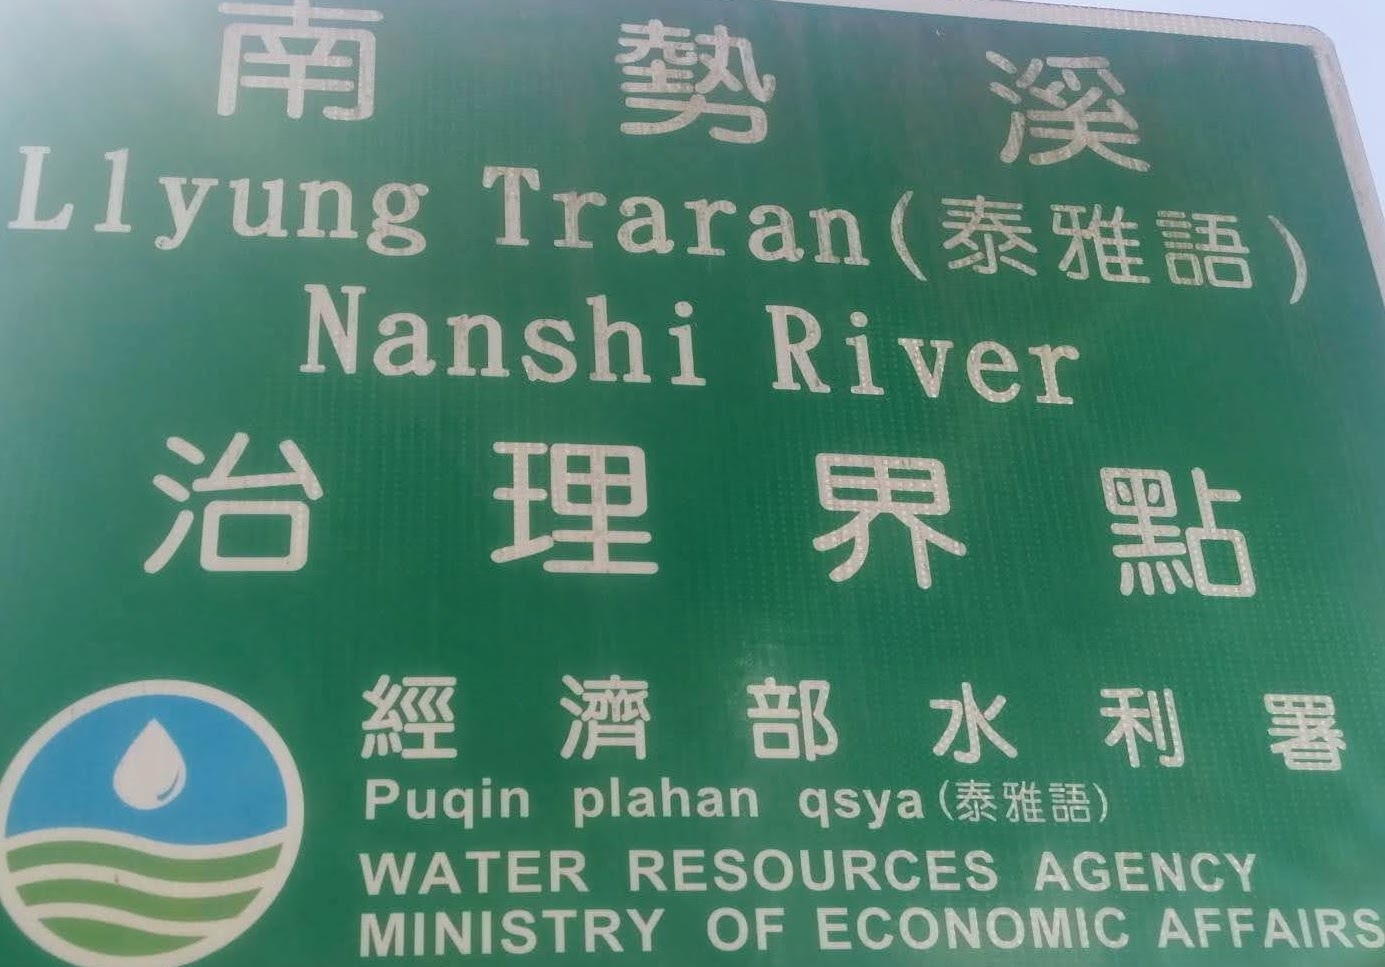 南勢溪
Llyung Traran(泰雅語)
Nanshi River
治理界點
經濟部水利署
Puqin plahan qsya(泰雅語)
WATER RESOURCES AGENCY
MINISTRY OF ECONOMIC AFFAIRS